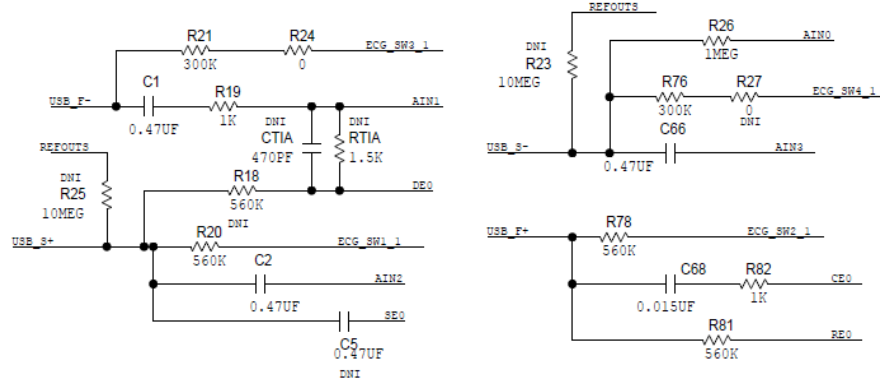 R21
300K
R24
0
ECG_SW3_1
C1
0.47UF
R19
1K
USB_F-
AIN1
DNI
CTIA
470PF
DNI
RTIA
1.5K
REFOUTS
DNI
R25
10MEG
R18
560K
DNI
DE0
USB_S+
R20
560K
ECG_SW1_1
C2
0.47UF
AIN2
SE0
C5
0.47UF
DNI
REFOUTS
DNI
R23
10MEG
R26
1MEG
AIN0
R76
300K
R27
0
DNI
ECG_SW4_1
USB_S-
C66
0.47UF
AIN3
USB_F+
R78
560K
ECG_SW2_1
C68
0.015UF
R82
1K
CE0
R81
560K
RE0